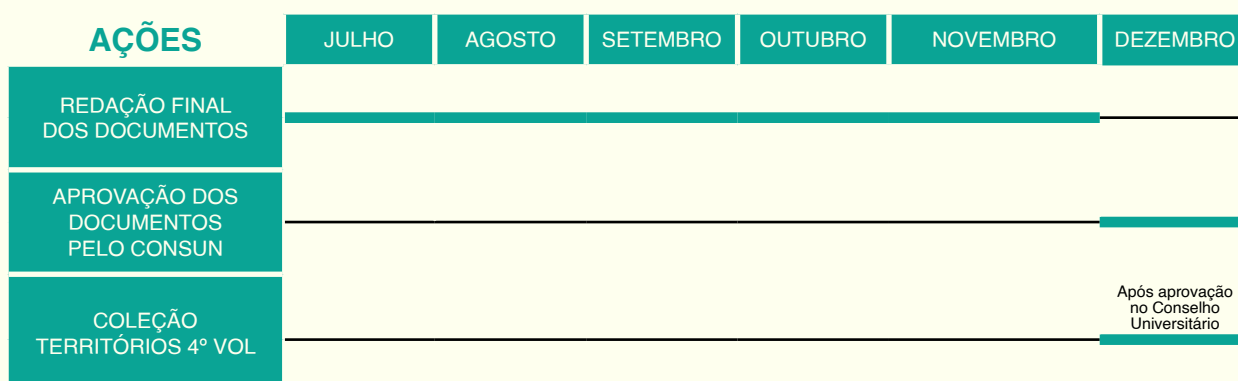 AÇÕES
JULHO
AGOSTO
SETEMBRO
OUTUBRO
NOVEMBRO
DEZEMBRO
REDAÇÃO FINAL
DOS DOCUMENTOS
APROVAÇÃO DOS
DOCUMENTOS
PELO CONSUN
COLEÇÃO
TERRITÓRIOS 4º VOL
Após aprovação
no Conselho
Universitário